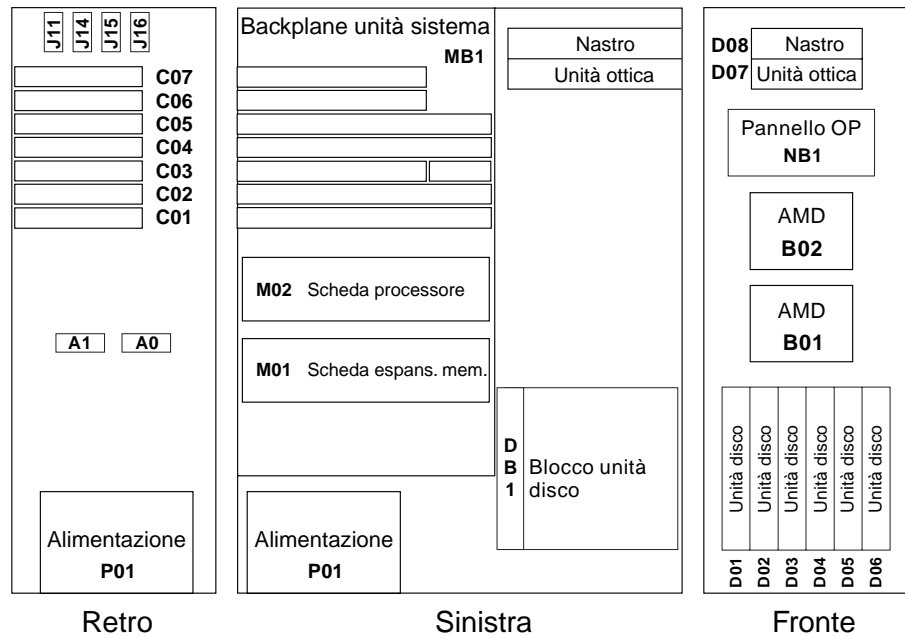 J11
J14
J15
J16
C07
C06
C05
C04
C03
C02
C01
A1
A0
Alimentazione
P01
Retro
Backplane unità sistema
MB1
Nastro
Unità ottica
M02 Scheda processore
M01 Scheda espans. mem.
D
B
1
Blocco unità
disco
Alimentazione
P01
Sinistra
D08 Nastro
D07 Unità ottica
Pannello OP
NB1
AMD
B02
AMD
B01
Unità disco
Unità disco
Unità disco
Unità disco
Unità disco
Unità disco
D01
D02
D03
D04
D05
D06
Fronte